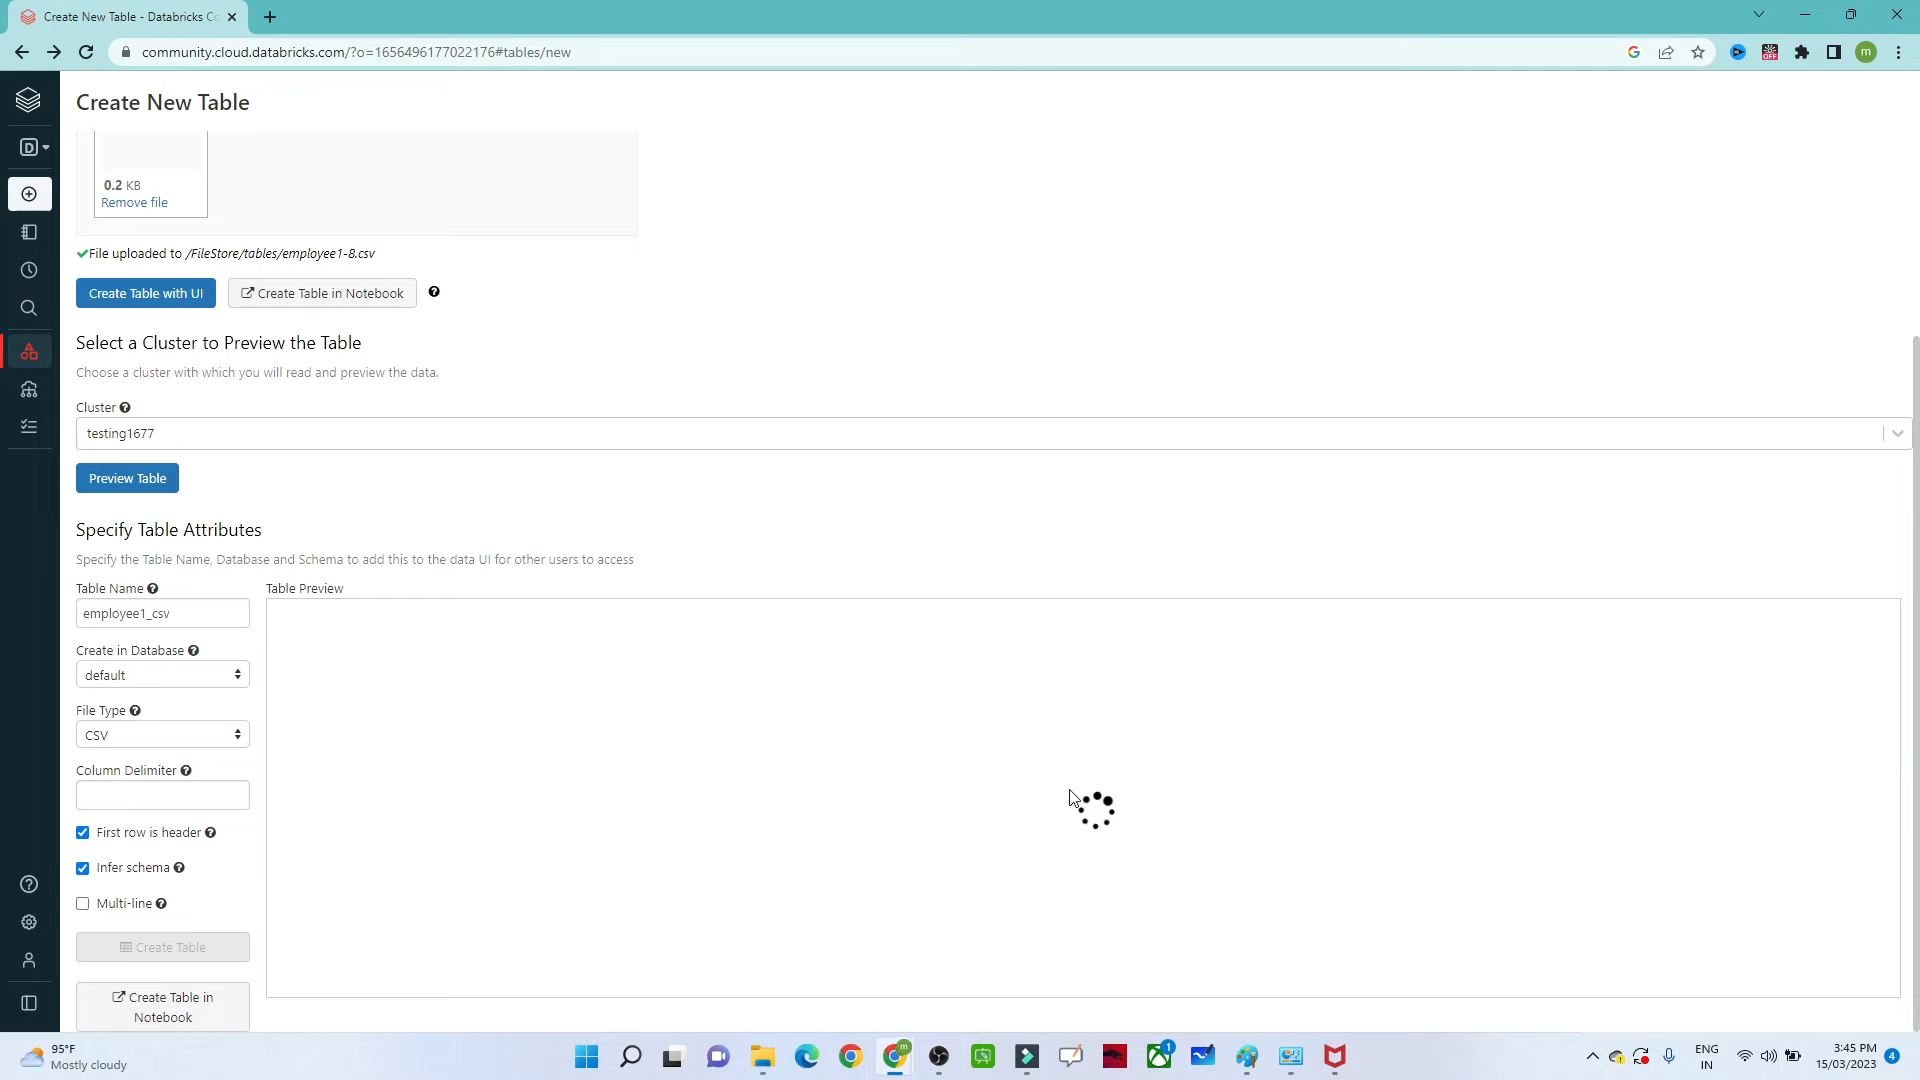 Create New Table - Databricks Co
community.cloud.databricks.com/?o=1656496177022176#tables/new
G
OFF
m
Create New Table
D
0.2 KB
Remove file
File uploaded to /FileStore/tables/employee1-8.csv
Create Table with UI
Create Table in Notebook
Select a Cluster to Preview the Table
Choose a cluster with which you will read and preview the data.
Cluster
testing1677
Preview Table
Specify Table Attributes
Specify the Table Name, Database and Schema to add this to the data UI for other users to access
Table Name
Table Preview
employee1_csv
Create in Database
default
File Type
CSV
Column Delimiter
First row is header
Infer schema
Multi-line
Create Table
Create Table in
Notebook
95°F
Mostly cloudy
m
1
ENG
IN
3:45 PM
15/03/2023
4